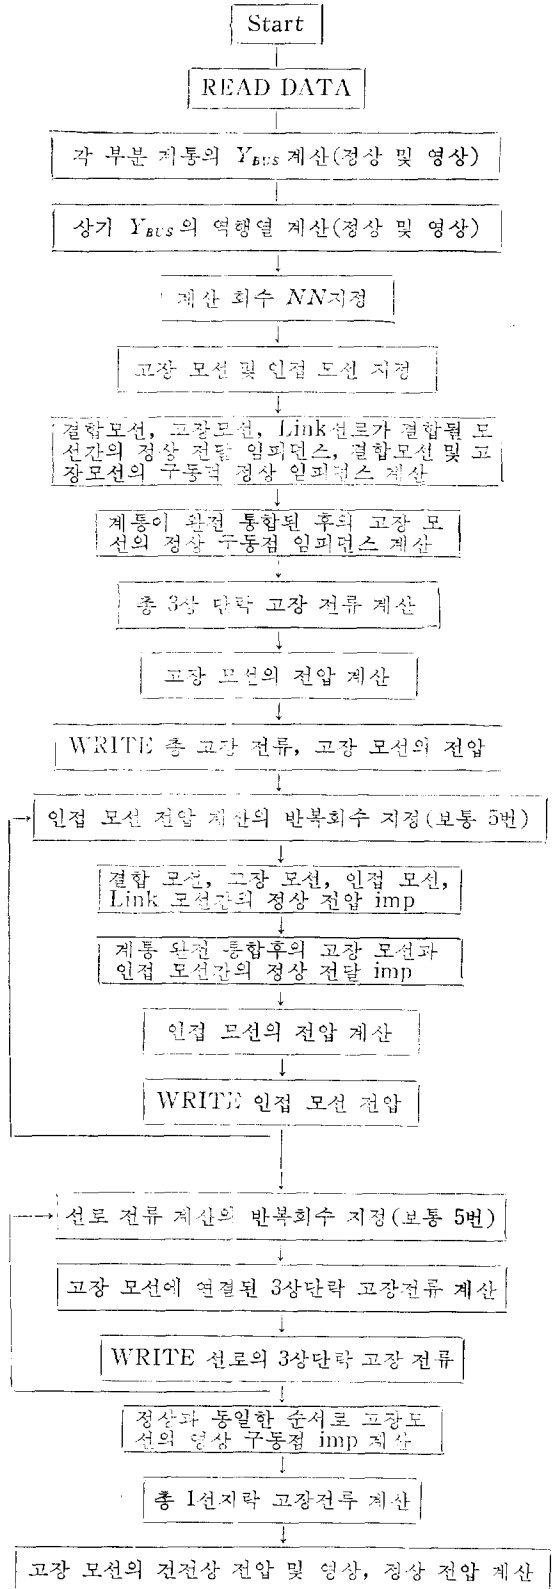 Start
READ DATA
각 부분 계통의 Y_BUS 계산(정상 및 영상)
상기 Y_BUS의 역행열 계산(정상 및 영상)
계산 회수 NN지정
고장 모선 및 인접 모선 지정
결합모선, 고장모선, Link선로가 결합될 모
선간의 정상 전달 임피던스, 결합모선 및 고
장모선의 구동점 정상 임피던스 계산
계통이 완전 통합된 후의 고장 모
선의 정상 구동점 임피던스 계산
총 3상 단락 고장 전류 계산
고장 모선의 전압 계산
WRITE 총 고장 전류, 고장 모선의 전압
인접 모선 전압 계산의 반복회수 지정(보통 5번)
결합 모선, 고장 모선, 인접 모선,
Link 모선간의 정상 전압 imp
계통 완전 통합후의 고장 모선과
인접 모선간의 정상 전달 imp
인접 모선의 전압 계산
WRITE 인접 모선 전압
선로 전류 계산의 반복회수 지정(보통 5번)
고장 모선에 연결된 3상단락 고장전류 계산
WRITE 선로의 3상단락 고장 전류
정상과 동일한 순서로 고장모
선의 영상 구동점 imp 계산
총 1선지락 고장전류 계산
고장 모선의 건전상 전압 및 영상, 정상 전압 계산